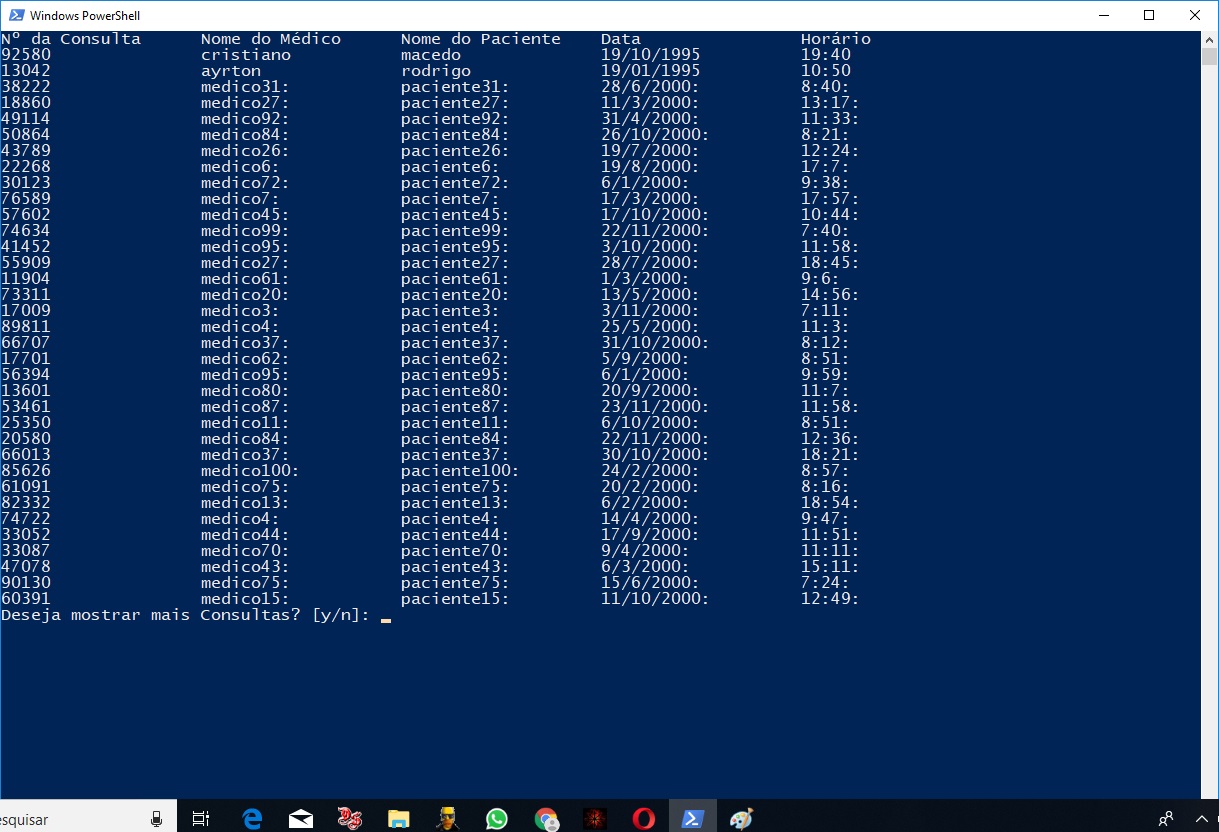 Windows PowerShell
Nº da Consulta Nome do Médico Nome do Paciente Data Horário
92580 cristiano macedo 19/10/1995 19:40
13042 ayrton rodrigo 19/01/1995 10:50
38222 medico31: paciente31: 28/6/2000: 8:40:
18860 medico27: paciente27: 11/3/2000: 13:17:
49114 medico92: paciente92: 31/4/2000: 11:33:
50864 medico84: paciente84: 26/10/2000: 8:21:
43789 medico26: paciente26: 19/7/2000: 12:24:
22268 medico6: paciente6: 19/8/2000: 17:7:
30123 medico72: paciente72: 6/1/2000: 9:38:
76589 medico7: paciente7: 17/3/2000: 17:57:
57602 medico45: paciente45: 17/10/2000: 10:44:
74634 medico99: paciente99: 22/11/2000: 7:40:
41452 medico95: paciente95: 3/10/2000: 11:58:
55909 medico27: paciente27: 28/7/2000: 18:45:
11904 medico61: paciente61: 1/3/2000: 9:6:
73311 medico20: paciente20: 13/5/2000: 14:56:
17009 medico3: paciente3: 3/11/2000: 7:11:
89811 medico4: paciente4: 25/5/2000: 11:3:
66707 medico37: paciente37: 31/10/2000: 8:12:
17701 medico62: paciente62: 5/9/2000: 8:51:
56394 medico95: paciente95: 6/1/2000: 9:59:
13601 medico80: paciente80: 20/9/2000: 11:7:
53461 medico87: paciente87: 23/11/2000: 11:58:
25350 medico11: paciente11: 6/10/2000: 8:51:
20580 medico84: paciente84: 22/11/2000: 12:36:
66013 medico37: paciente37: 30/10/2000: 18:21:
85626 medico100: paciente100: 24/2/2000: 8:57:
61091 medico75: paciente75: 20/2/2000: 8:16:
82332 medico13: paciente13: 6/2/2000: 18:54:
74722 medico4: paciente4: 14/4/2000: 9:47:
33052 medico44: paciente44: 17/9/2000: 11:51:
33087 medico70: paciente70: 9/4/2000: 11:11:
47078 medico43: paciente43: 6/3/2000: 15:11:
90130 medico75: paciente75: 15/6/2000: 7:24:
60391 medico15: paciente15: 11/10/2000: 12:49:
Deseja mostrar mais Consultas? [y/n]:
esquisar